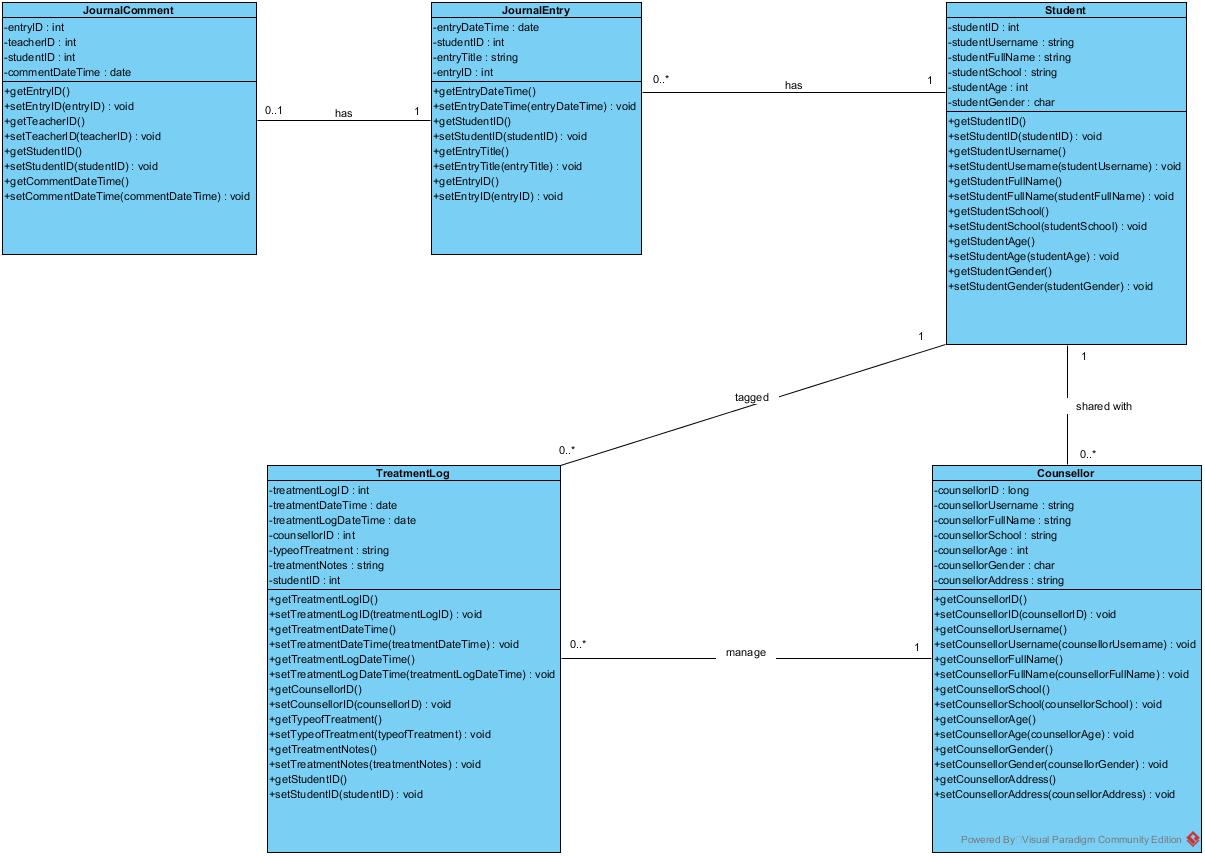 JournalComment
-entryID : int
-teacherID : int
-studentID : int
-commentDateTime : date
+getEntryID()
+setEntryID(entryID) : void
+getTeacherID()
+setTeacherID(teacherID) : void
+getStudentID()
+setStudentID(studentID) : void
+getCommentDateTime()
+setCommentDateTime(commentDateTime) : void
0..1
has
1
JournalEntry
-entryDateTime : date
-studentID : int
-entryTitle : string
-entryID : int
+getEntryDateTime()
+setEntryDateTime(entryDateTime) : void
+getStudentID()
+setStudentID(studentID) : void
+getEntryTitle()
+setEntryTitle(entryTitle) : void
+getEntryID()
+setEntryID(entryID) : void
0..*
has
1
Student
-studentID : int
-studentUsername : string
-studentFullName : string
-studentSchool : string
-studentAge : int
-studentGender : char
+getStudentID()
+setStudentID(studentID) : void
+getStudentUsername()
+setStudentUsername(studentUsername) : void
+getStudentFullName()
+setStudentFullName(studentFullName) : void
+getStudentSchool()
+setStudentSchool(studentSchool) : void
+getStudentAge()
+setStudentAge(studentAge) : void
+getStudentGender()
+setStudentGender(studentGender) : void
1
tagged
0..*
1
shared with
0..*
TreatmentLog
-treatmentLogID : int
-treatmentDateTime : date
-treatmentLogDateTime : date
-counsellorID : int
-typeofTreatment : string
-treatmentNotes : string
-studentID : int
+getTreatmentLogID()
+setTreatmentLogID(treatmentLogID) : void
+getTreatmentDateTime()
+setTreatmentDateTime(treatmentDateTime) : void
+getTreatmentLogDateTime()
+setTreatmentLogDateTime(treatmentLogDateTime) : void
+getCounsellorID()
+setCounsellorID(counsellorID) : void
+getTypeofTreatment()
+setTypeofTreatment(typeofTreatment) : void
+getTreatmentNotes()
+setTreatmentNotes(treatmentNotes) : void
+getStudentID()
+setStudentID(studentID) : void
0..*
manage
1
Counsellor
-counsellorID : long
-counsellorUsername : string
-counsellorFullName : string
-counsellorSchool : string
-counsellorAge : int
-counsellorGender : char
-counsellorAddress : string
+getCounsellorID()
+setCounsellorID(counsellorID) : void
+getCounsellorUsername()
+setCounsellorUsername(counsellorUsername) : void
+getCounsellorFullName()
+setCounsellorFullName(counsellorFullName) : void
+getCounsellorSchool()
+setCounsellorSchool(counsellorSchool) : void
+getCounsellorAge()
+setCounsellorAge(counsellorAge) : void
+getCounsellorGender()
+setCounsellorGender(counsellorGender) : void
+getCounsellorAddress()
+setCounsellorAddress(counsellorAddress) : void
Powered By Visual Paradigm Community Edition